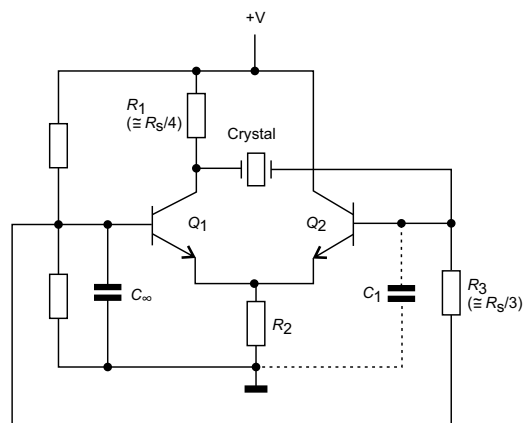 +V
R1
(≅ Rs/4)
Crystal
Q1
Q2
C∞
R2
C1
R3
(≅ Rs/3)